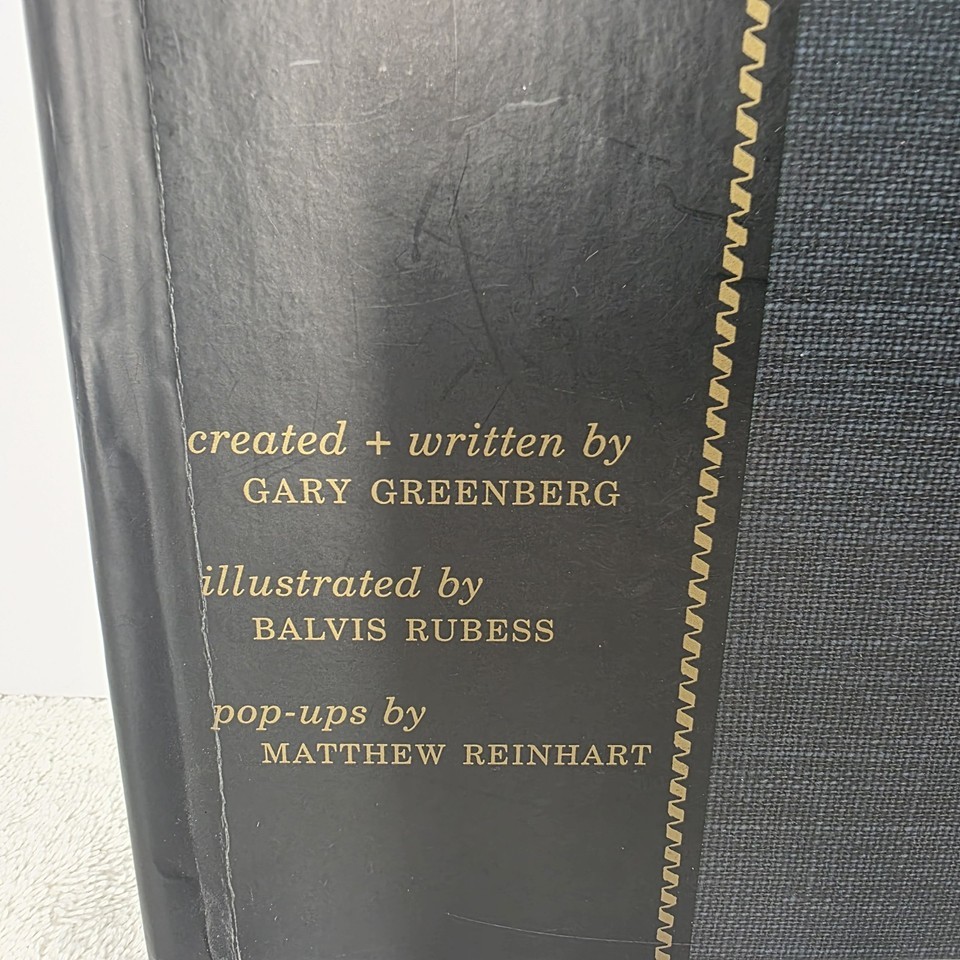 created + written by
GARY GREENBERG
illustrated by
BALVIS RUBESS
pop-ups by
MATTHEW REINHART